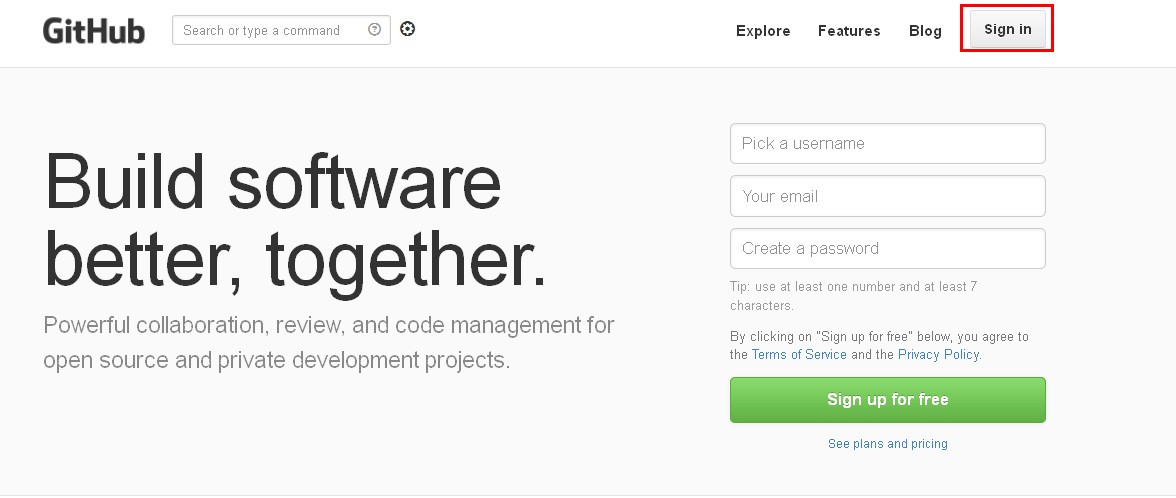 GitHub
Search or type a command
Explore
Features
Blog
Sign in
Build software
better, together.
Powerful collaboration, review, and code management for
open source and private development projects.
Pick a username
Your email
Create a password
Tip: use at least one number and at least 7
characters.
By clicking on "Sign up for free" below, you agree to
the Terms of Service and the Privacy Policy.
Sign up for free
See plans and pricing